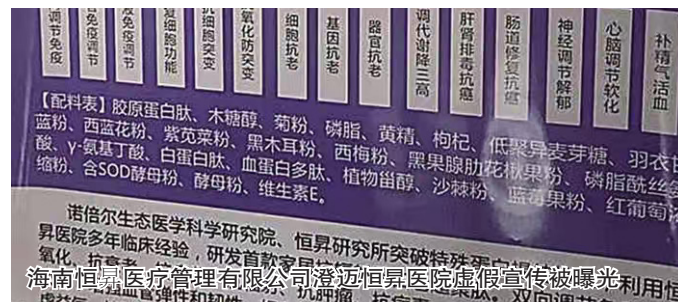 调节免疫
免疫调节
免疫调节
细胞功能
抗细胞突变
氧化防突变
细胞抗老
基因抗老
器官抗老
调代谢降三高
肝肾排毒抗癌
肠道修复抗癌
神经调节解郁
心脑调节软化
补精气活血
【配料表】胶原蛋白肽、木糖醇、菊粉、磷脂、黄精、枸杞、低聚异麦芽糖、羽衣甘
蓝粉、西蓝花粉、紫苋菜粉、黑木耳粉、西梅粉、黑果腺肋花楸果粉、磷脂酰丝氨
酸、γ-氨基丁酸、白蛋白肽、血蛋白多肽、植物甾醇、沙棘粉、蓝莓果粉、红葡萄浓
缩粉、含SOD酵母粉、酵母粉、维生素E。
诺倍尔生态医学科学研究院、恒昇研究所突破特殊蛋白 利用恒
昇医院多年临床经验，研发首款家
海南恒昇医疗管理有限公司澄迈恒昇医院虚假宣传被曝光